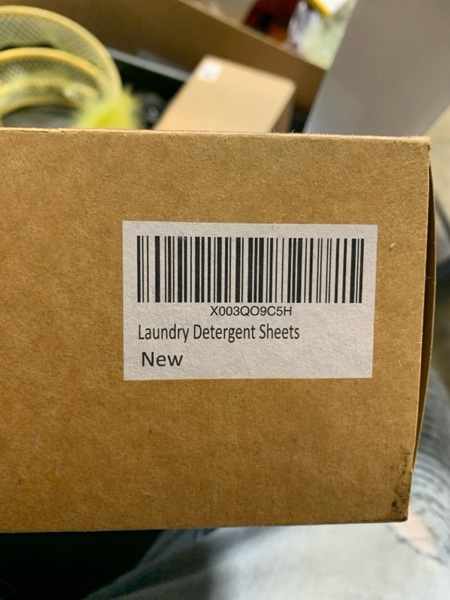 X003QO9C5H
Laundry Detergent Sheets
New